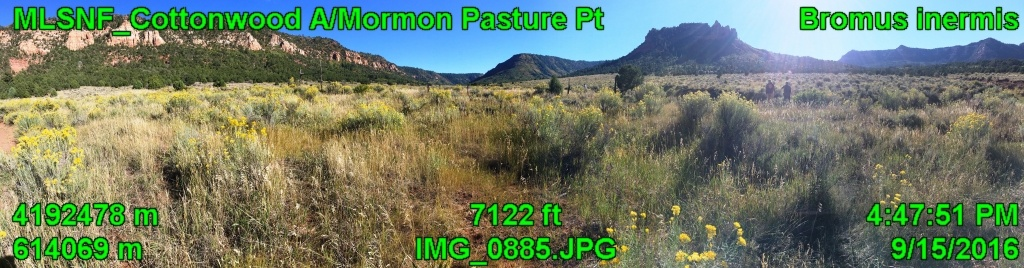 MLSNF_Cottonwood A/Mormon Pasture Pt
Bromus inermis
4192478 m
614069 m
7122 ft
IMG_0885.JPG
4:47:51 PM
9/15/2016